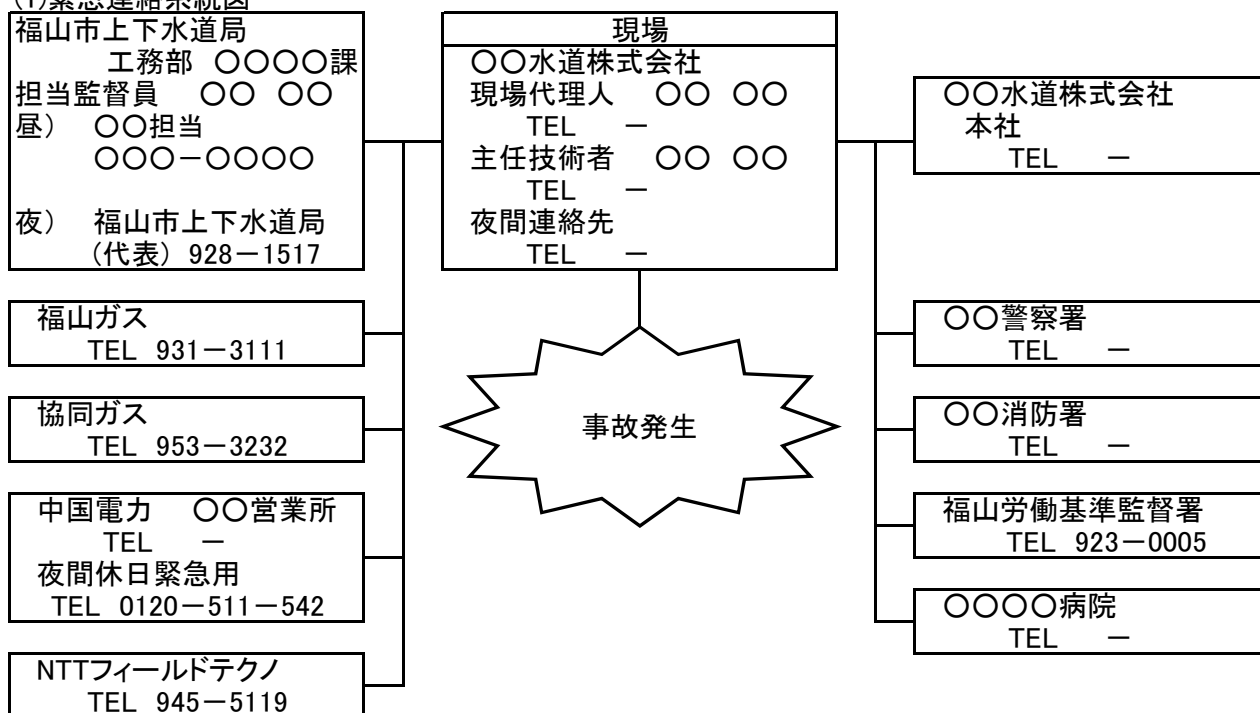 (1)緊急連絡系統図
福山市上下水道局
工務部 〇〇〇〇課
担当監督員 〇〇 〇〇
昼) 〇〇担当
〇〇〇－〇〇〇〇
夜) 福山市上下水道局
(代表) 928－1517
福山ガス
TEL 931－3111
協同ガス
TEL 953－3232
中国電力 〇〇営業所
TEL －
夜間休日緊急用
TEL 0120－511－542
NTTフィールドテクノ
TEL 945－5119
現場
〇〇水道株式会社
現場代理人 〇〇 〇〇
TEL －
主任技術者 〇〇 〇〇
TEL －
夜間連絡先
TEL －
事故発生
〇〇水道株式会社
本社
TEL －
〇〇警察署
TEL －
〇〇消防署
TEL －
福山労働基準監督署
TEL 923－0005
〇〇〇〇病院
TEL －